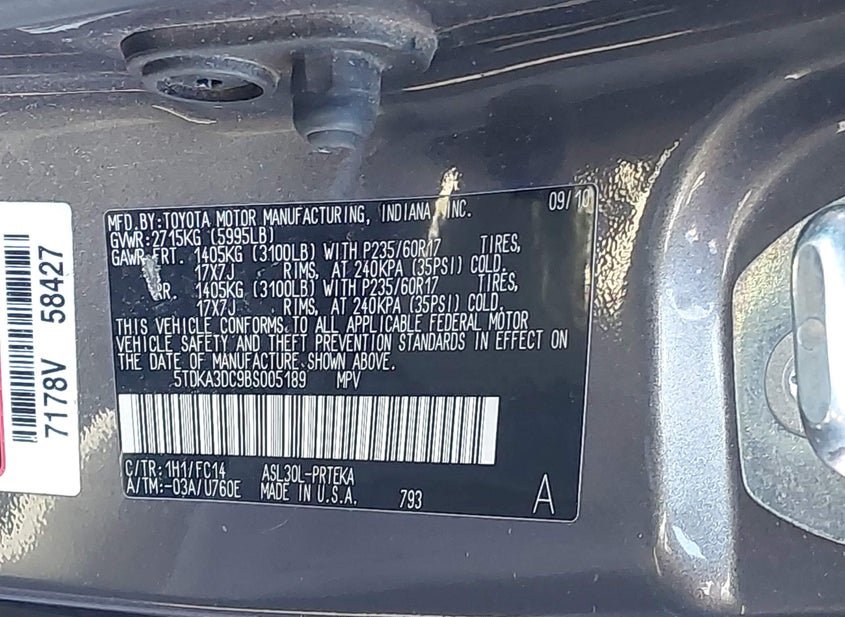 MFD.BY:TOYOTA MOTOR MANUFACTURING, INDIANA, INC. 09/10
GVWR:2715KG (5995LB)
GAWR:FRT. 1405KG (3100LB) WITH P235/60R17 TIRES,
17X7J RIMS, AT 240KPA (35PSI) COLD.
RR. 1405KG (3100LB) WITH P235/60R17 TIRES,
17X7J RIMS, AT 240KPA (35PSI) COLD.
THIS VEHICLE CONFORMS TO ALL APPLICABLE FEDERAL MOTOR
VEHICLE SAFETY AND THEFT PREVENTION STANDARDS IN EFFECT ON
THE DATE OF MANUFACTURE SHOWN ABOVE.
5TDKA3DC9BS005189 MPV
C/TR:1H1/FC14 ASL30L-PRTEKA
A/TM:-03A/U760E MADE IN U.S.A. 793 A
7178V 58427